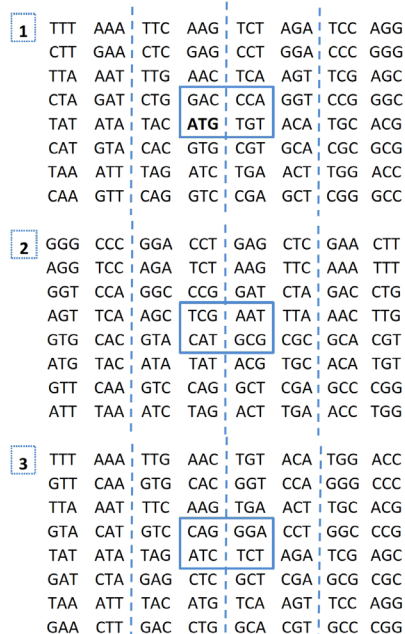 1 TTT AAA TTC AAG TCT AGA TCC AGG
CTT GAA CTC GAG CCT GGA CCC GGG
TTA AAT TTG AAC TCA AGT TCG AGC
CTA GAT CTG GAC CCA GGT CCG GGC
TAT ATA TAC ATG TGT ACA TGC ACG
CAT GTA CAC GTG CGT GCA CGC GCG
TAA ATT TAG ATC TGA ACT TGG ACC
CAA GTT CAG GTC CGA GCT CGG GCC
2 GGG CCC GGA CCT GAG CTC GAA CTT
AGG TCC AGA TCT AAG TTC AAA TTT
GGT CCA GGC CCG GAT CTA GAC CTG
AGT TCA AGC TCG AAT TTA AAC TTG
GTG CAC GTA CAT GCG CGC GCA CGT
ATG TAC ATA TAT ACG TGC ACA TGT
GTT CAA GTC CAG GCT CGA GCC CGG
ATT TAA ATC TAG ACT TGA ACC TGG
3 TTT AAA TTG AAC TGT ACA TGG ACC
GTT CAA GTG CAC GGT CCA GGG CCC
TTA AAT TTC AAG TGA ACT TGC ACG
GTA CAT GTC CAG GGA CCT GGC CCG
TAT ATA TAG ATC TCT AGA TCG AGC
GAT CTA GAG CTC GCT CGA GCG CGC
TAA ATT TAC ATG TCA AGT TCC AGG
GAA CTT GAC CTG GCA CGT GCC CGG